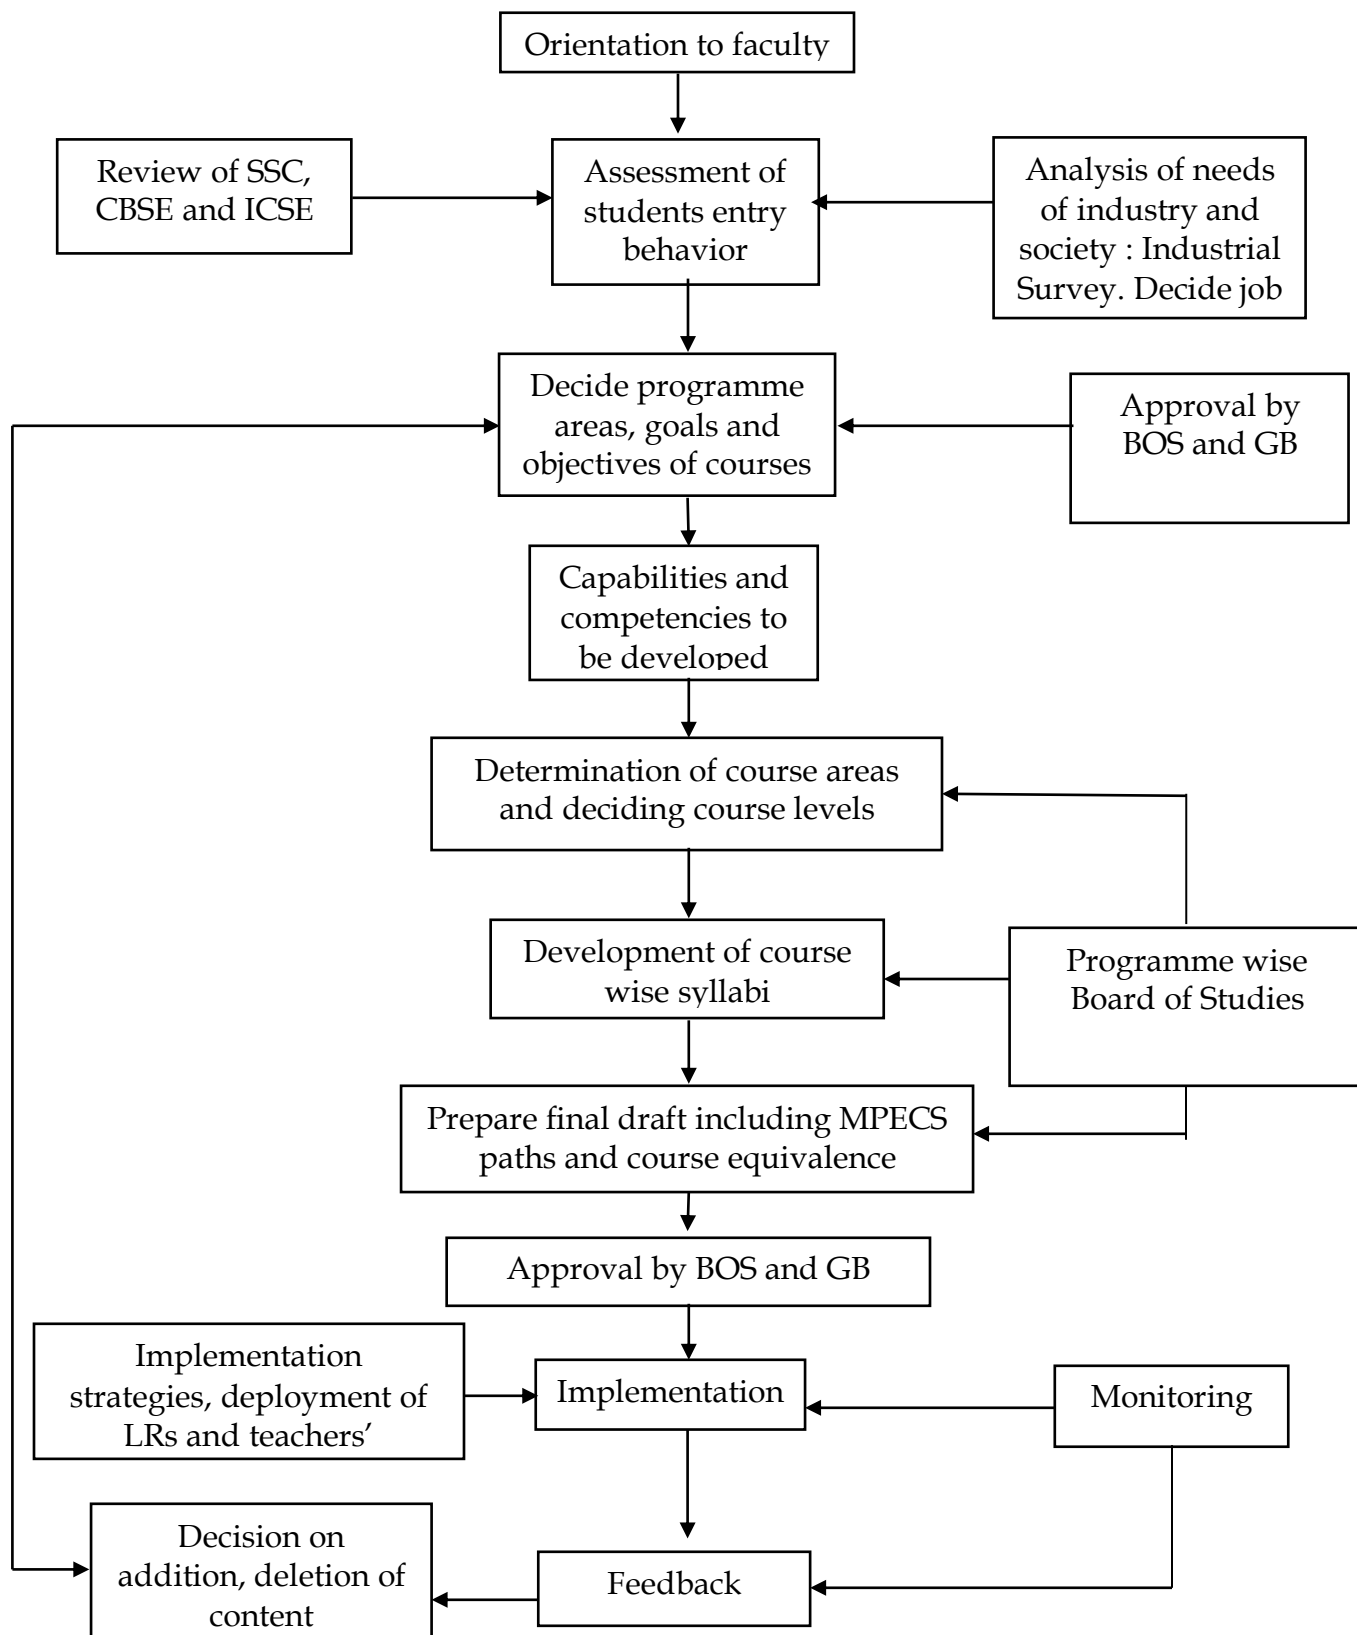 Orientation to faculty
Review of SSC,
CBSE and ICSE
Assessment of
students entry
behavior
Analysis of needs
of industry and
society : Industrial
Survey. Decide job
Decide programme
areas, goals and
objectives of courses
Approval by
BOS and GB
Capabilities and
competencies to
be developed
Determination of course areas
and deciding course levels
Development of course
wise syllabi
Programme wise
Board of Studies
Prepare final draft including MPECS
paths and course equivalence
Approval by BOS and GB
Implementation
strategies, deployment of
LRs and teachers’
Implementation
Monitoring
Decision on
addition, deletion of
content
Feedback